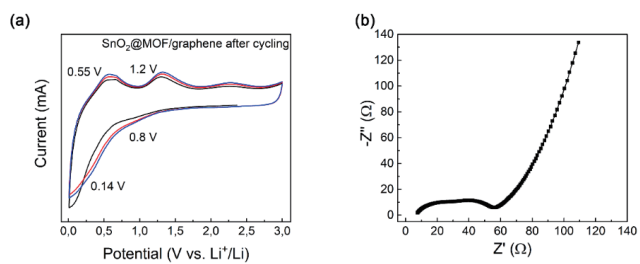 (a)
SnO₂@MOF/graphene after cycling
0.55 V
1.2 V
0.8 V
0.14 V
Current (mA)
0,0 0,5 1,0 1,5 2,0 2,5 3,0
Potential (V vs. Li⁺/Li)
(b)
140
120
100
80
60
40
20
0
-Z'' (Ω)
0 20 40 60 80 100 120 140
Z' (Ω)